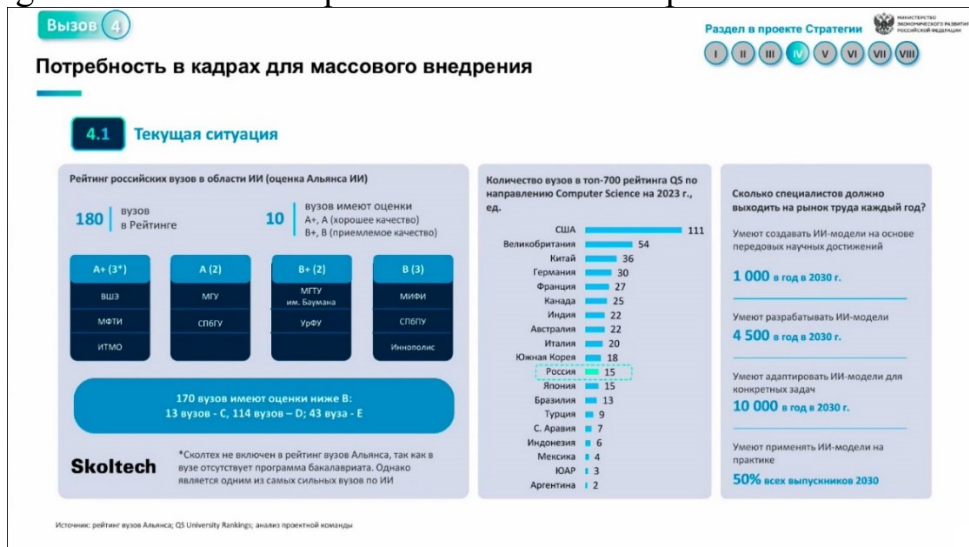 Вызов 4
Раздел в проекте Стратегии
МИНИСТЕРСТВО
ЭКОНОМИЧЕСКОГО РАЗВИТИЯ
РОССИЙСКОЙ ФЕДЕРАЦИИ
I II III IV V VI VII VIII
Потребность в кадрах для массового внедрения
4.1 Текущая ситуация
Рейтинг российских вузов в области ИИ (оценка Альянса ИИ)
180 вузов
в Рейтинге
10 вузов имеют оценки
A+, A (хорошее качество)
B+, B (приемлемое качество)
A+ (3*)
ВШЭ
МФТИ
ИТМО
A (2)
МГУ
СПбГУ
B+ (2)
МГТУ
им. Баумана
УрФУ
B (3)
МИФИ
СПбПУ
Иннополис
170 вузов имеют оценки ниже B:
13 вузов - C, 114 вузов – D; 43 вуза - E
Skoltech
*Сколтех не включен в рейтинг вузов Альянса, так как в
вузе отсутствует программа бакалавриата. Однако
является одним из самых сильных вузов по ИИ
Количество вузов в топ-700 рейтинга QS по
направлению Computer Science на 2023 г.,
ед.
США 111
Великобритания 54
Китай 36
Германия 30
Франция 27
Канада 25
Индия 22
Австралия 22
Италия 20
Южная Корея 18
Россия 15
Япония 15
Бразилия 13
Турция 9
С. Аравия 7
Индонезия 6
Мексика 4
ЮАР 3
Аргентина 2
Сколько специалистов должно
выходить на рынок труда каждый год?
Умеют создавать ИИ-модели на основе
передовых научных достижений
1 000 в год в 2030 г.
Умеют разрабатывать ИИ-модели
4 500 в год в 2030 г.
Умеют адаптировать ИИ-модели для
конкретных задач
10 000 в год в 2030 г.
Умеют применять ИИ-модели на
практике
50% всех выпускников 2030
Источник: рейтинг вузов Альянса; QS University Rankings; анализ проектной команды